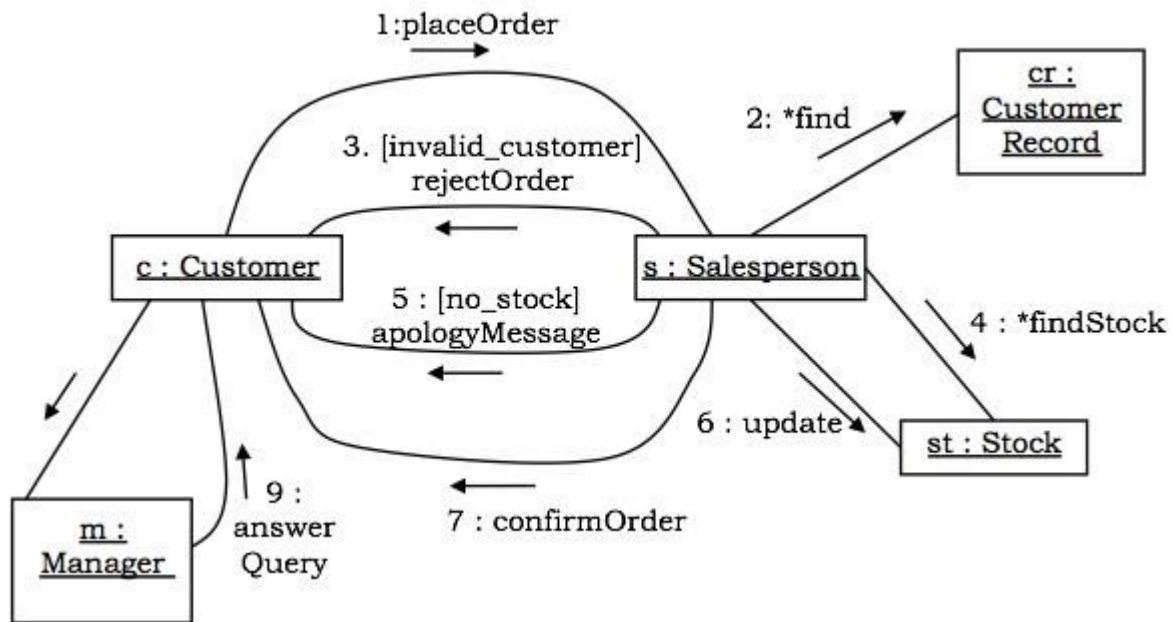 1:placeOrder
cr :
Customer
Record
2: *find
3. [invalid_customer]
rejectOrder
c : Customer
s : Salesperson
5 : [no_stock]
apologyMessage
4 : *findStock
6 : update
st : Stock
9 :
answer
Query
7 : confirmOrder
m :
Manager